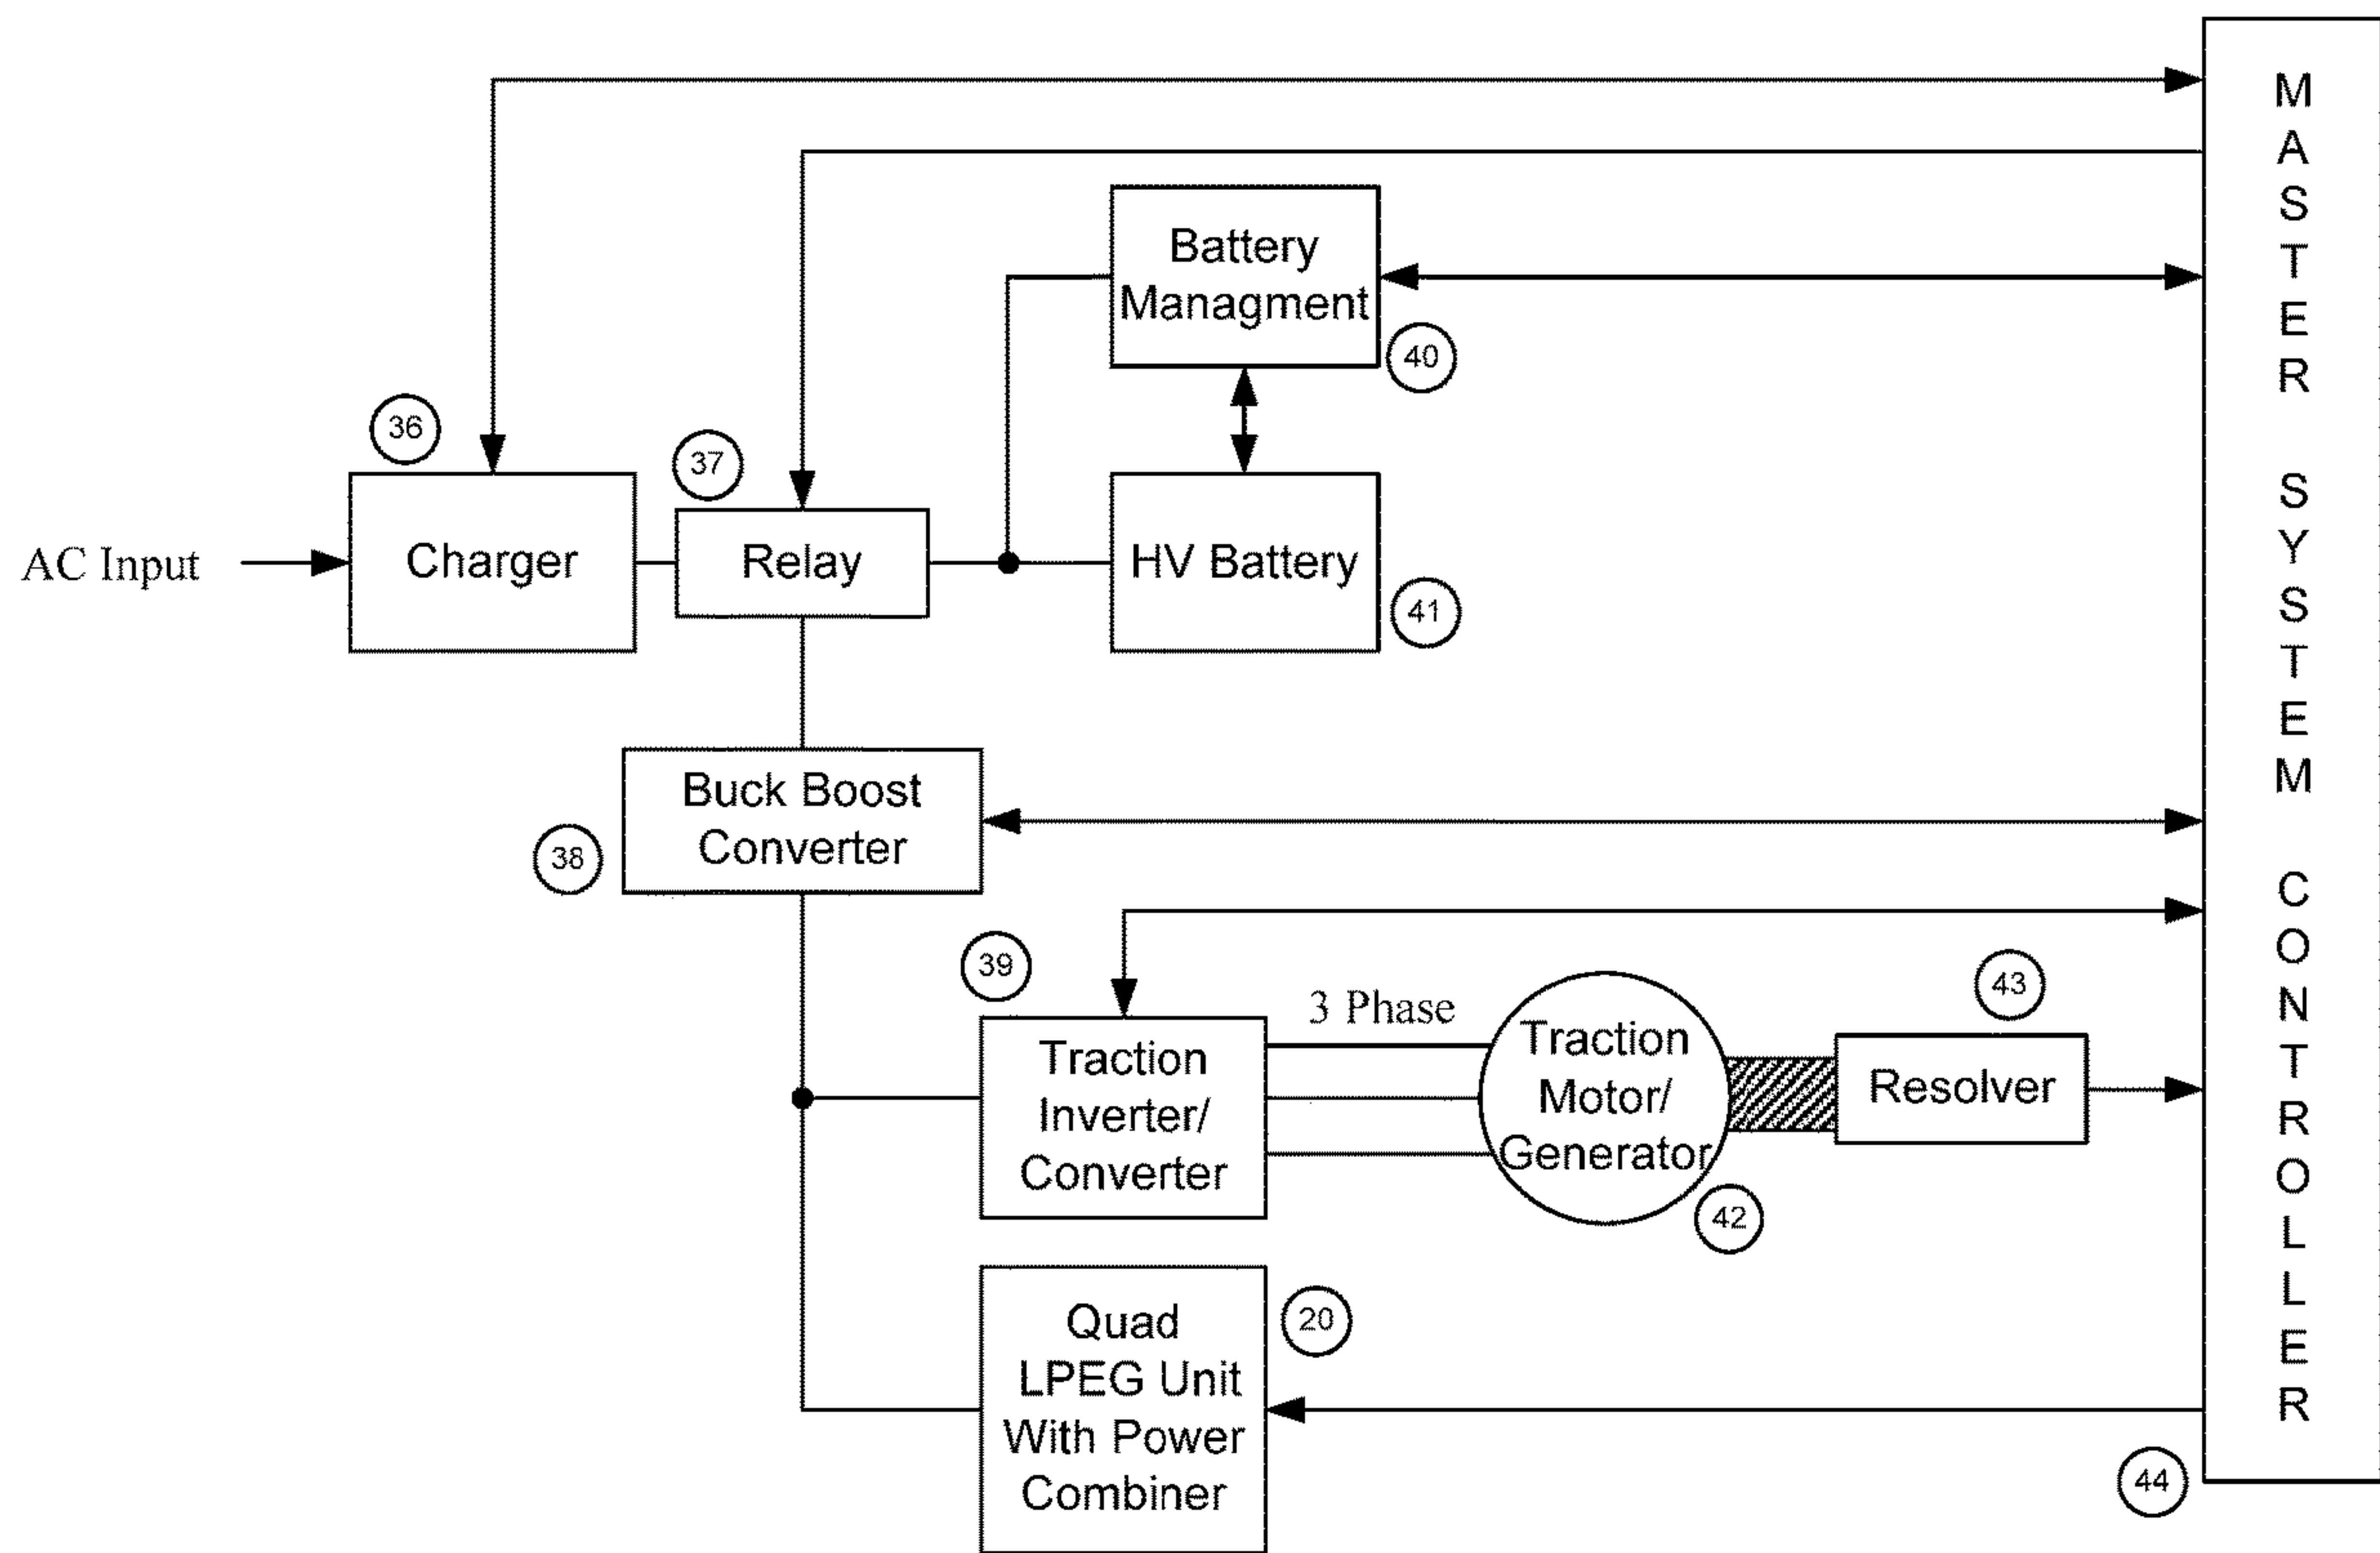 Battery
Managment
40
36
37
AC Input
Charger
Relay
HV Battery
41
Buck Boost
Converter
38
39
3 Phase
43
Traction
Inverter/
Converter
Traction
Motor/
Generator
Resolver
42
Quad
LPEG Unit
With Power
Combiner
20
44
MASTER SYSTEM CONTROLLER